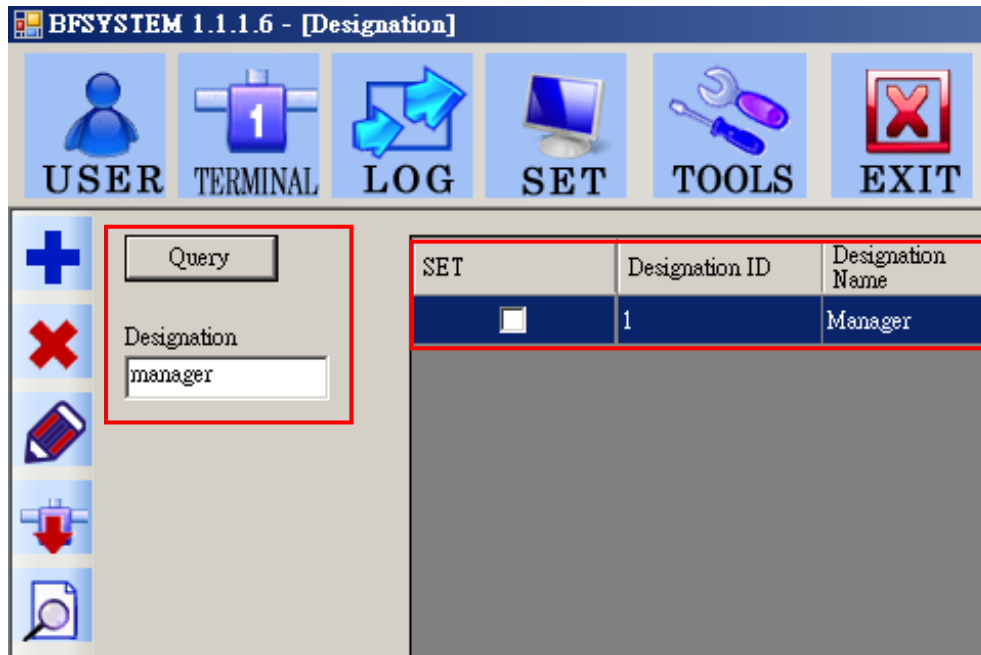 BFSYSTEM 1.1.1.6 - [Designation]
1
USER TERMINAL LOG SET TOOLS EXIT
Query
Designation
manager
SET Designation ID Designation
Name
1 Manager